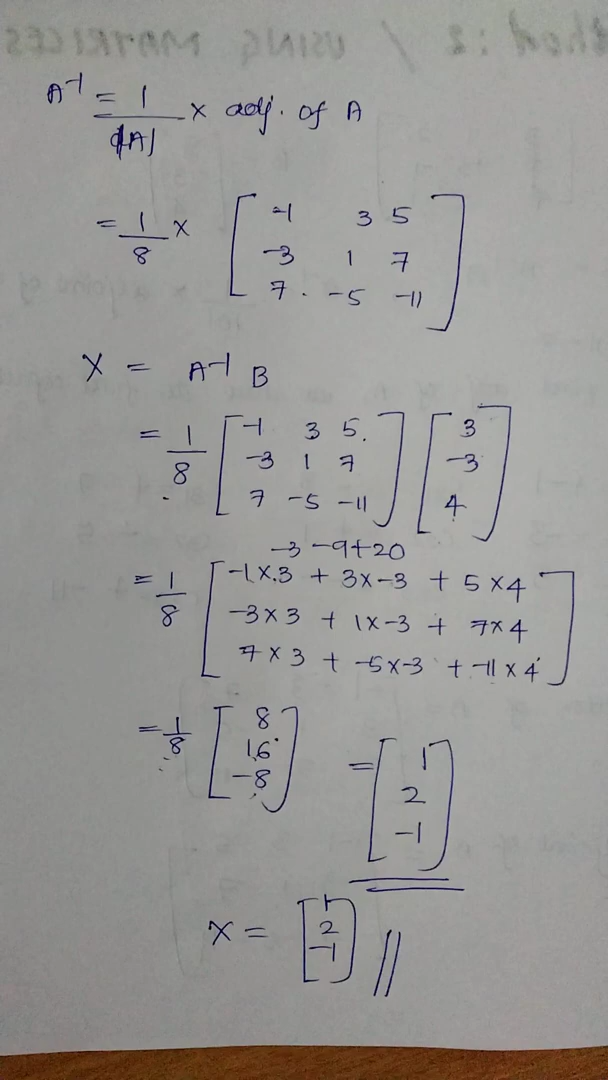 A⁻¹ = 1/|A| × adj. of A
= 1/8 × [ -1 3 5
-3 1 7
7 -5 -11 ]
X = A⁻¹ B
= 1/8 [ -1 3 5 ] [ 3 ]
-3 1 7 -3
7 -5 -11 4
-3 -9+20
= 1/8 [ -1×3 + 3×-3 + 5×4
-3×3 + 1×-3 + 7×4
7×3 + -5×-3 + -11×4 ]
= 1/8 [ 8
16
-8 ]
= [ 1
2
-1 ]
X = [ 1
2
-1 ] //